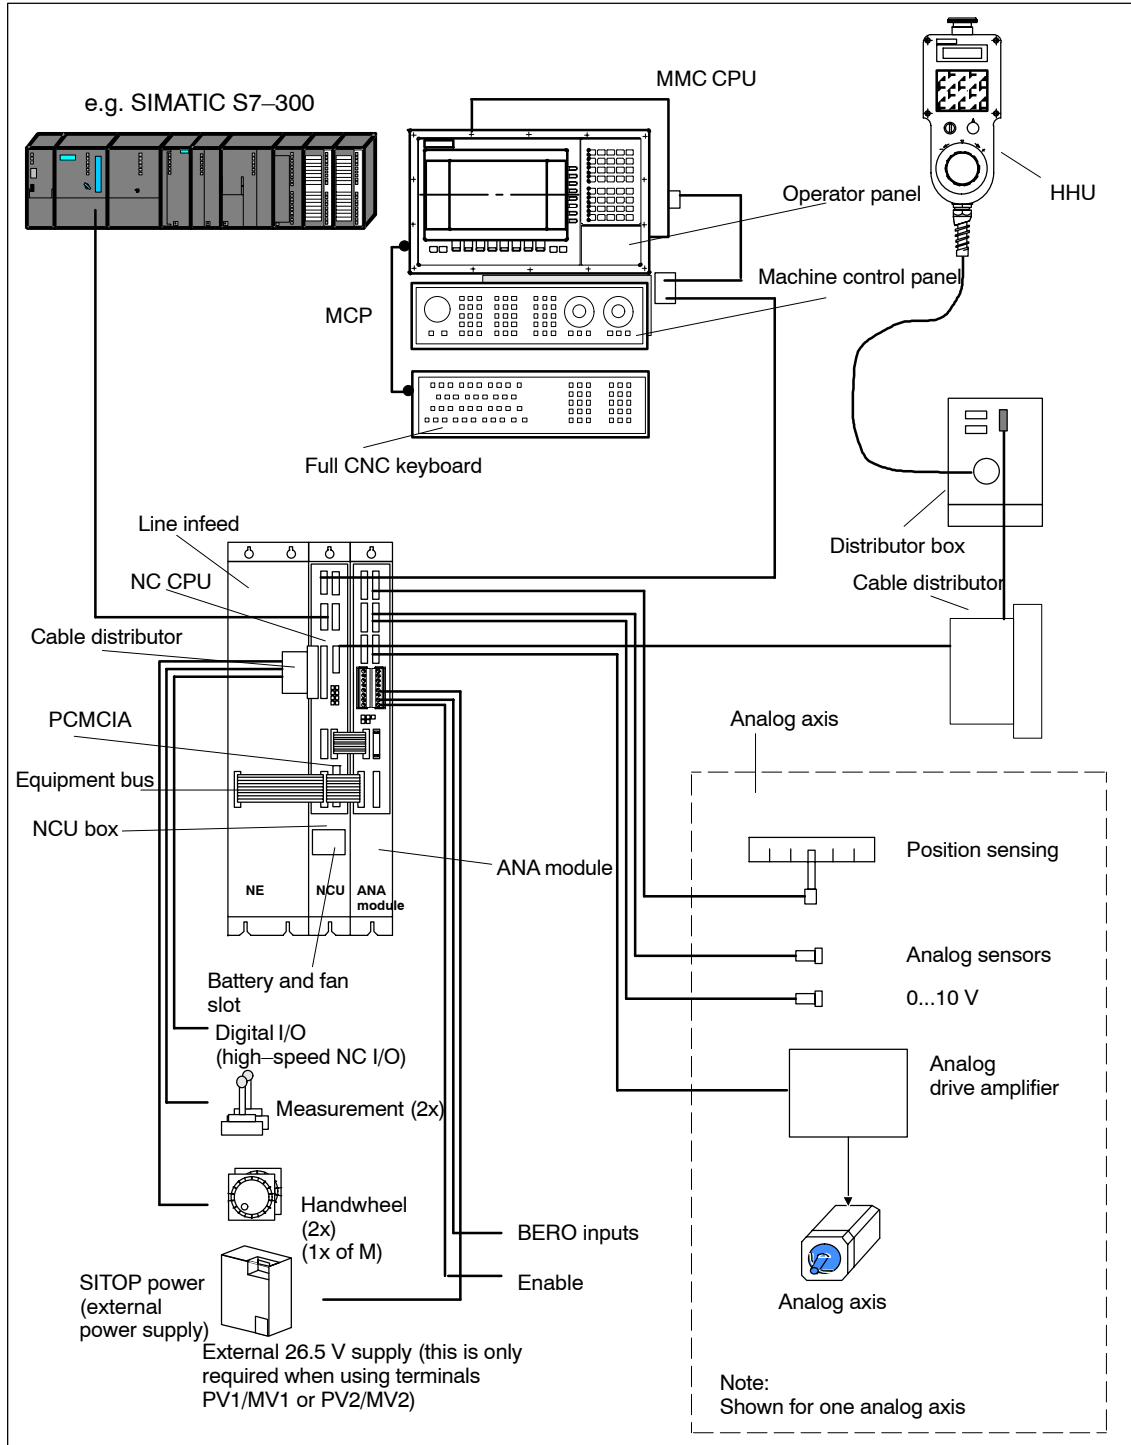 MMC CPU
e.g. SIMATIC S7–300
Operator panel
HHU
Machine control panel
MCP
Full CNC keyboard
Line infeed
Distributor box
NC CPU
Cable distributor
Cable distributor
PCMCIA
Analog axis
Equipment bus
NCU box
Position sensing
ANA module
NE
NCU
ANA
module
Analog sensors
Battery and fan
slot
0...10 V
Digital I/O
(high–speed NC I/O)
Analog
drive amplifier
Measurement (2x)
Handwheel
(2x)
(1x of M)
BERO inputs
SITOP power
(external
power supply)
Enable
Analog axis
External 26.5 V supply (this is only
required when using terminals
PV1/MV1 or PV2/MV2)
Note:
Shown for one analog axis